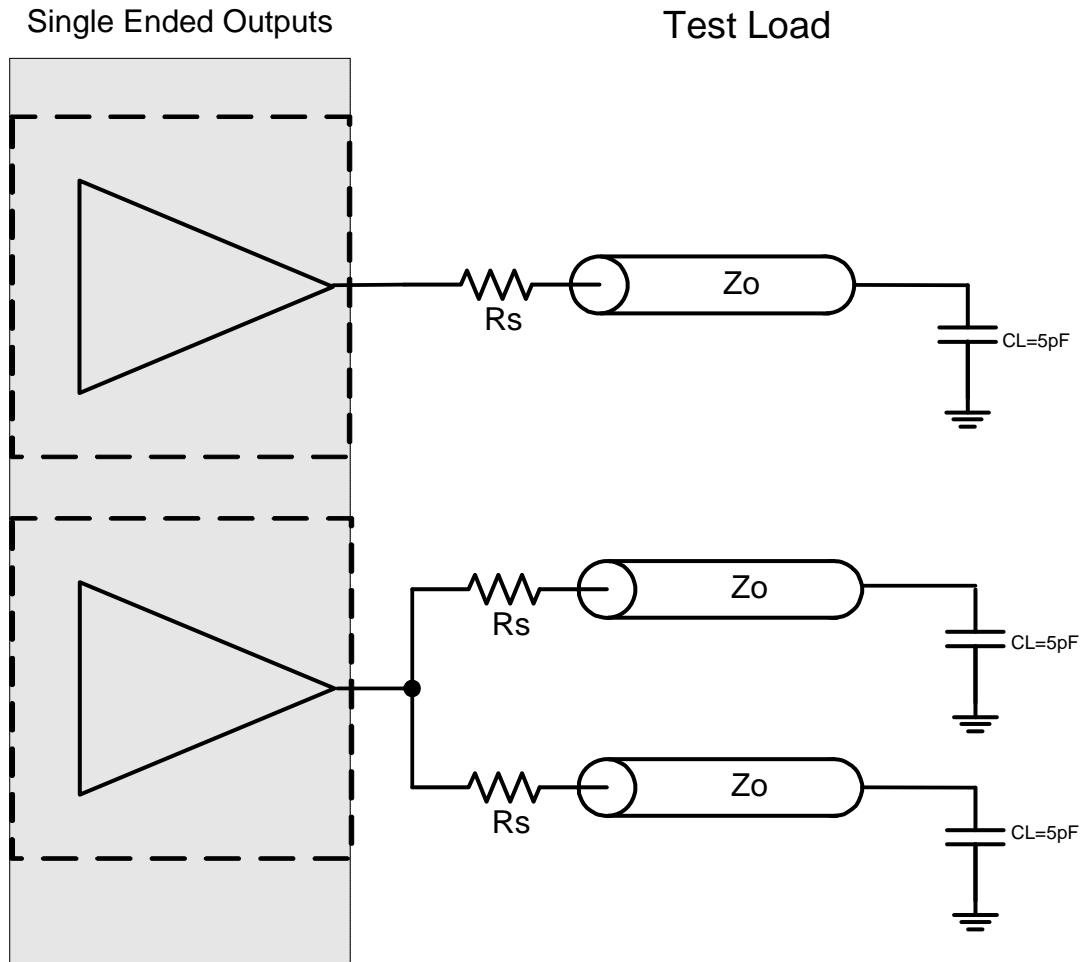 Single Ended Outputs
Test Load
Zo
Rs
CL=5pF
Zo
Rs
CL=5pF
Zo
Rs
CL=5pF